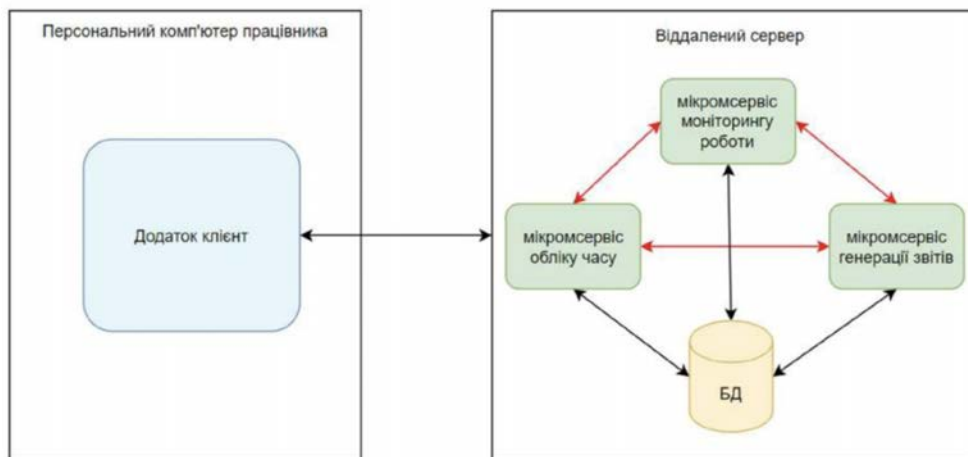 Персональний комп'ютер працівника
Додаток клієнт
Віддалений сервер
мікромсервіс
моніторингу
роботи
мікромсервіс
обліку часу
мікромсервіс
генерації звітів
БД